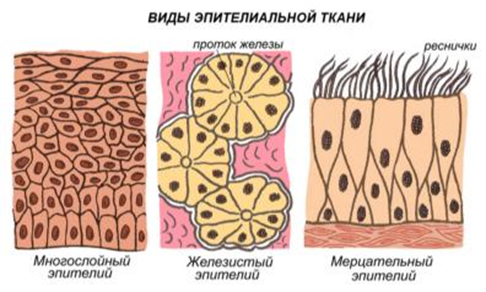 ВИДЫ ЭПИТЕЛИАЛЬНОЙ ТКАНИ
проток железы
реснички
Многослойный
эпителий
Железистый
эпителий
Мерцательный
эпителий